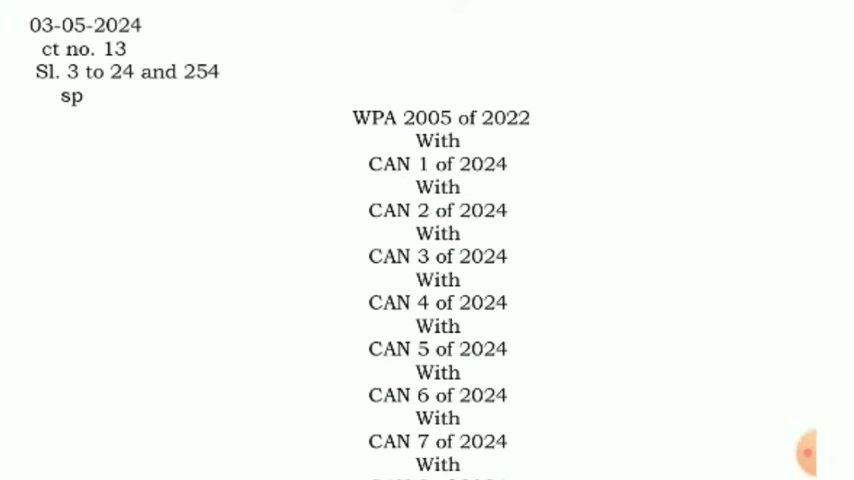 03-05-2024
ct no. 13
Sl. 3 to 24 and 254
sp
WPA 2005 of 2022
With
CAN 1 of 2024
With
CAN 2 of 2024
With
CAN 3 of 2024
With
CAN 4 of 2024
With
CAN 5 of 2024
With
CAN 6 of 2024
With
CAN 7 of 2024
With